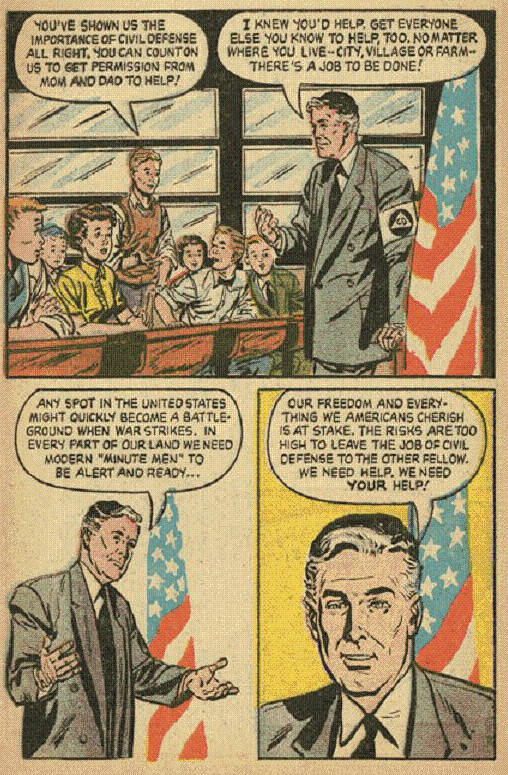 YOU'VE SHOWN US THE
IMPORTANCE OF CIVIL DEFENSE
ALL RIGHT. YOU CAN COUNT ON
US TO GET PERMISSION FROM
MOM AND DAD TO HELP!
I KNEW YOU'D HELP. GET EVERYONE
ELSE YOU KNOW TO HELP, TOO. NO MATTER
WHERE YOU LIVE--CITY, VILLAGE OR FARM--
THERE'S A JOB TO BE DONE!
ANY SPOT IN THE UNITED STATES
MIGHT QUICKLY BECOME A BATTLE-
GROUND WHEN WAR STRIKES. IN
EVERY PART OF OUR LAND WE NEED
MODERN "MINUTE MEN" TO
BE ALERT AND READY...
OUR FREEDOM AND EVERY-
THING WE AMERICANS CHERISH
IS AT STAKE. THE RISKS ARE TOO
HIGH TO LEAVE THE JOB OF CIVIL
DEFENSE TO THE OTHER FELLOW.
WE NEED HELP. WE NEED
YOUR HELP!